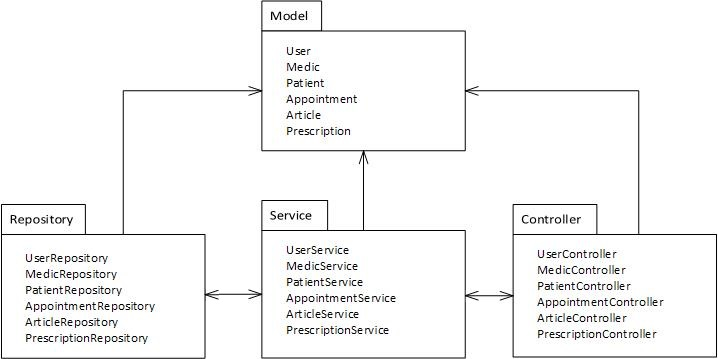 Model
User
Medic
Patient
Appointment
Article
Prescription
Repository
UserRepository
MedicRepository
PatientRepository
AppointmentRepository
ArticleRepository
PrescriptionRepository
Service
UserService
MedicService
PatientService
AppointmentService
ArticleService
PrescriptionService
Controller
UserController
MedicController
PatientController
AppointmentController
ArticleController
PrescriptionController